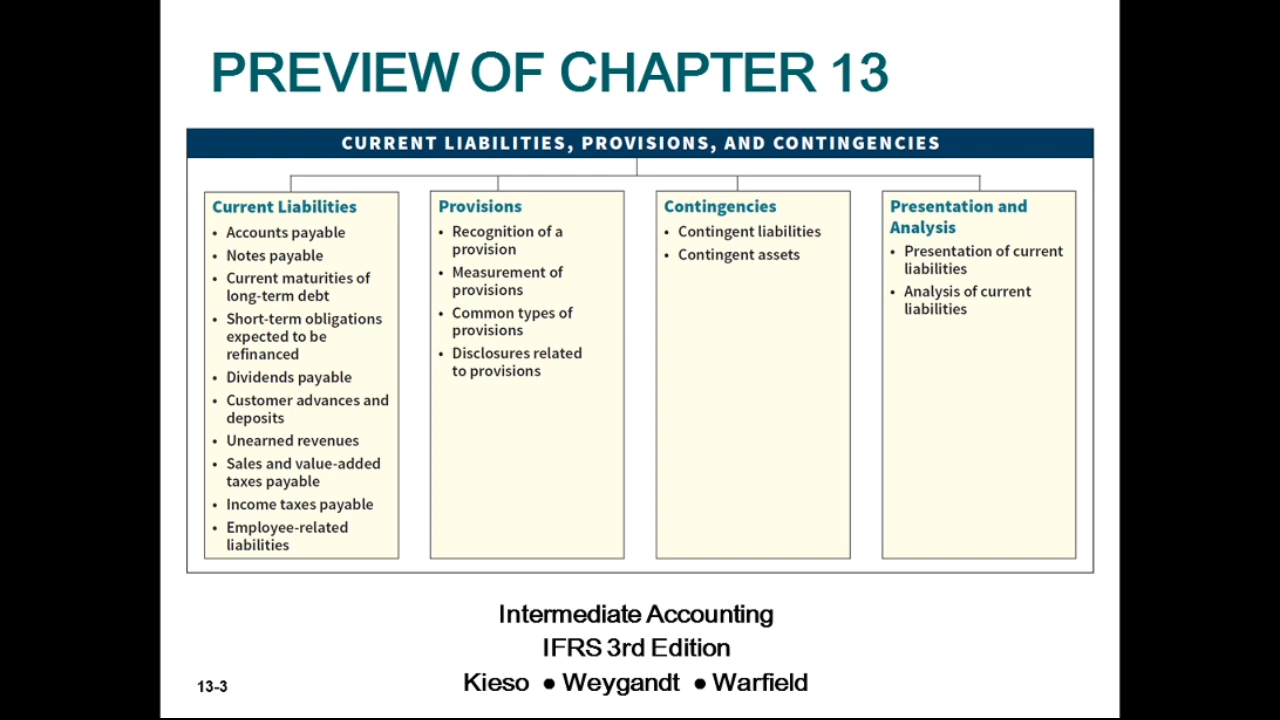 PREVIEW OF CHAPTER 13
CURRENT LIABILITIES, PROVISIONS, AND CONTINGENCIES
Current Liabilities
• Accounts payable
• Notes payable
• Current maturities of
long-term debt
• Short-term obligations
expected to be
refinanced
• Dividends payable
• Customer advances and
deposits
• Unearned revenues
• Sales and value-added
taxes payable
• Income taxes payable
• Employee-related
liabilities
Provisions
• Recognition of a
provision
• Measurement of
provisions
• Common types of
provisions
• Disclosures related
to provisions
Contingencies
• Contingent liabilities
• Contingent assets
Presentation and
Analysis
• Presentation of current
liabilities
• Analysis of current
liabilities
Intermediate Accounting
IFRS 3rd Edition
Kieso ● Weygandt ● Warfield
13-3